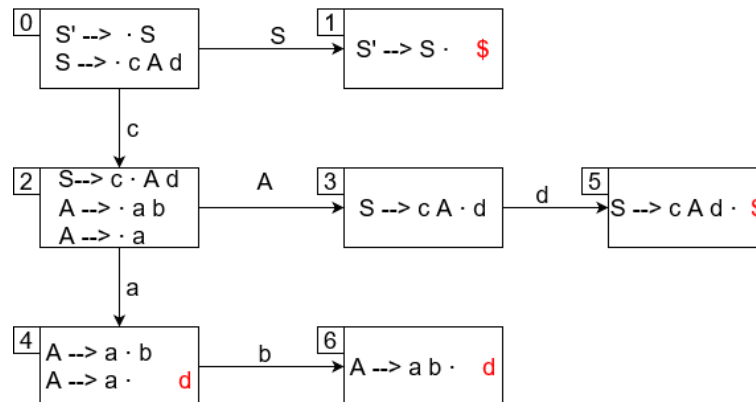 0
S' --> · S
S --> · c A d
S
1
S' --> S · $
c
2
S--> c · A d
A --> · a b
A --> · a
A
3
S --> c A · d
d
5
S --> c A d · $
a
4
A --> a · b
A --> a · d
b
6
A --> a b · d